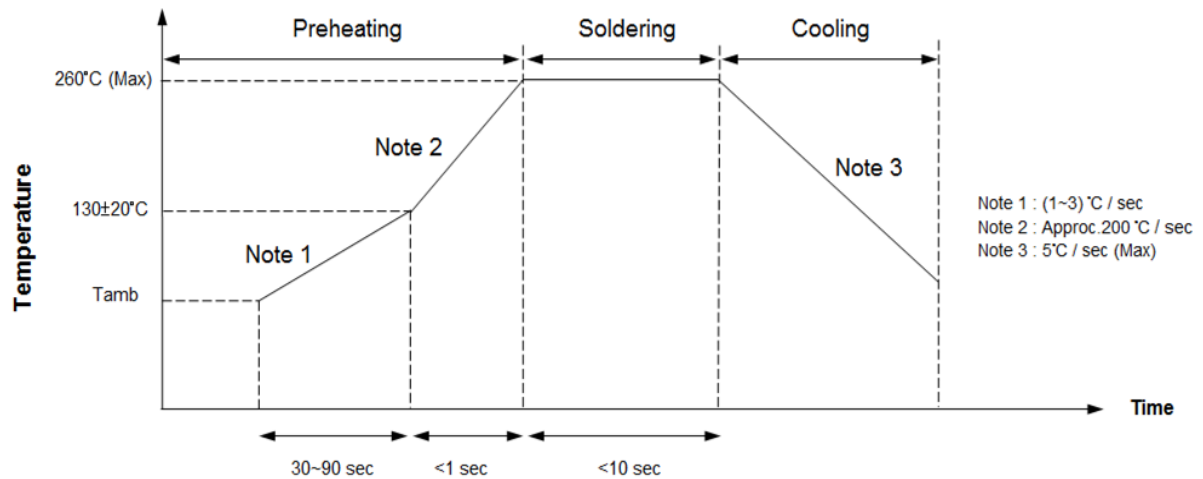 Preheating
Soldering
Cooling
260°C (Max)
Note 2
Note 3
130±20°C
Note 1 : (1~3) °C / sec
Note 2 : Approc.200 °C / sec
Note 3 : 5°C / sec (Max)
Note 1
Tamb
Temperature
Time
30~90 sec
<1 sec
<10 sec